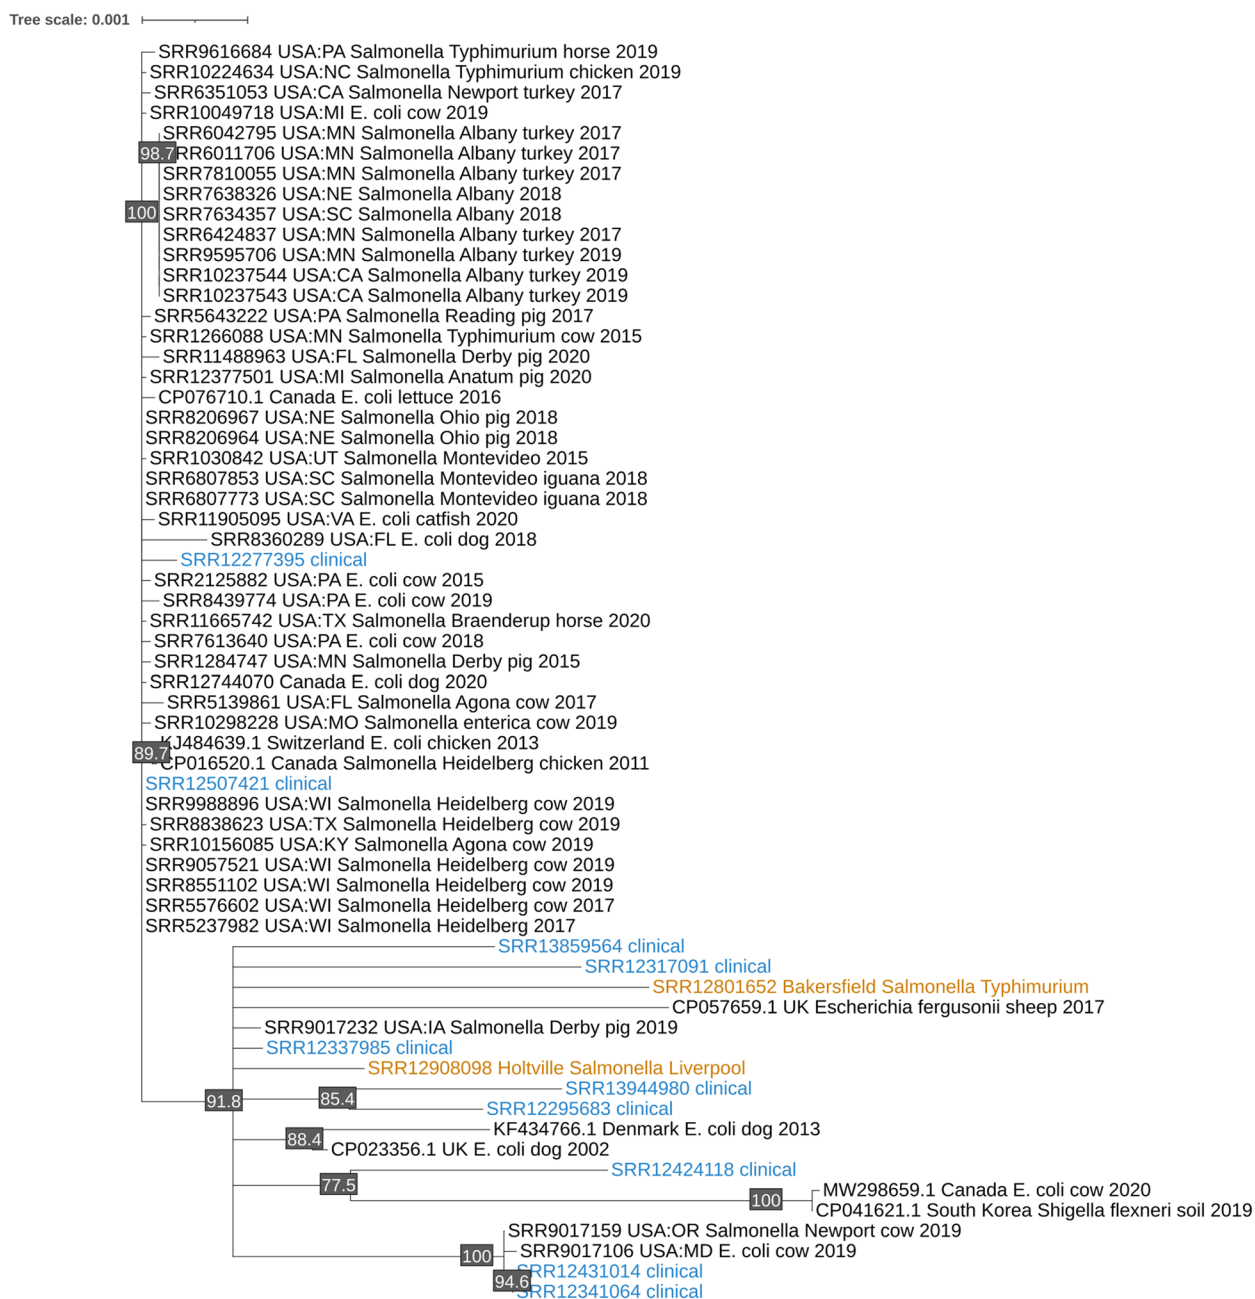 Tree scale: 0.001
SRR9616684 USA:PA Salmonella Typhimurium horse 2019
SRR10224634 USA:NC Salmonella Typhimurium chicken 2019
SRR6351053 USA:CA Salmonella Newport turkey 2017
SRR10049718 USA:MI E. coli cow 2019
SRR6042795 USA:MN Salmonella Albany turkey 2017
98.7 RR6011706 USA:MN Salmonella Albany turkey 2017
SRR7810055 USA:MN Salmonella Albany turkey 2017
SRR7638326 USA:NE Salmonella Albany 2018
100 SRR7634357 USA:SC Salmonella Albany 2018
SRR6424837 USA:MN Salmonella Albany turkey 2017
SRR9595706 USA:MN Salmonella Albany turkey 2019
SRR10237544 USA:CA Salmonella Albany turkey 2019
SRR10237543 USA:CA Salmonella Albany turkey 2019
SRR5643222 USA:PA Salmonella Reading pig 2017
SRR1266088 USA:MN Salmonella Typhimurium cow 2015
SRR11488963 USA:FL Salmonella Derby pig 2020
SRR12377501 USA:MI Salmonella Anatum pig 2020
CP076710.1 Canada E. coli lettuce 2016
SRR8206967 USA:NE Salmonella Ohio pig 2018
SRR8206964 USA:NE Salmonella Ohio pig 2018
SRR1030842 USA:UT Salmonella Montevideo 2015
SRR6807853 USA:SC Salmonella Montevideo iguana 2018
SRR6807773 USA:SC Salmonella Montevideo iguana 2018
SRR11905095 USA:VA E. coli catfish 2020
SRR8360289 USA:FL E. coli dog 2018
SRR12277395 clinical
SRR2125882 USA:PA E. coli cow 2015
SRR8439774 USA:PA E. coli cow 2019
SRR11665742 USA:TX Salmonella Braenderup horse 2020
SRR7613640 USA:PA E. coli cow 2018
SRR1284747 USA:MN Salmonella Derby pig 2015
SRR12744070 Canada E. coli dog 2020
SRR5139861 USA:FL Salmonella Agona cow 2017
SRR10298228 USA:MO Salmonella enterica cow 2019
KJ484639.1 Switzerland E. coli chicken 2013
89.7
CP016520.1 Canada Salmonella Heidelberg chicken 2011
SRR12507421 clinical
SRR9988896 USA:WI Salmonella Heidelberg cow 2019
SRR8838623 USA:TX Salmonella Heidelberg cow 2019
SRR10156085 USA:KY Salmonella Agona cow 2019
SRR9057521 USA:WI Salmonella Heidelberg cow 2019
SRR8551102 USA:WI Salmonella Heidelberg cow 2019
SRR5576602 USA:WI Salmonella Heidelberg cow 2017
SRR5237982 USA:WI Salmonella Heidelberg 2017
SRR13859564 clinical
SRR12317091 clinical
SRR12801652 Bakersfield Salmonella Typhimurium
CP057659.1 UK Escherichia fergusonii sheep 2017
SRR9017232 USA:IA Salmonella Derby pig 2019
SRR12337985 clinical
SRR12908098 Holtville Salmonella Liverpool
SRR13944980 clinical
91.8 85.4
SRR12295683 clinical
KF434766.1 Denmark E. coli dog 2013
88.4
CP023356.1 UK E. coli dog 2002
SRR12424118 clinical
77.5
MW298659.1 Canada E. coli cow 2020
100
CP041621.1 South Korea Shigella flexneri soil 2019
SRR9017159 USA:OR Salmonella Newport cow 2019
100 SRR9017106 USA:MD E. coli cow 2019
SRR12431014 clinical
94.6
SRR12341064 clinical